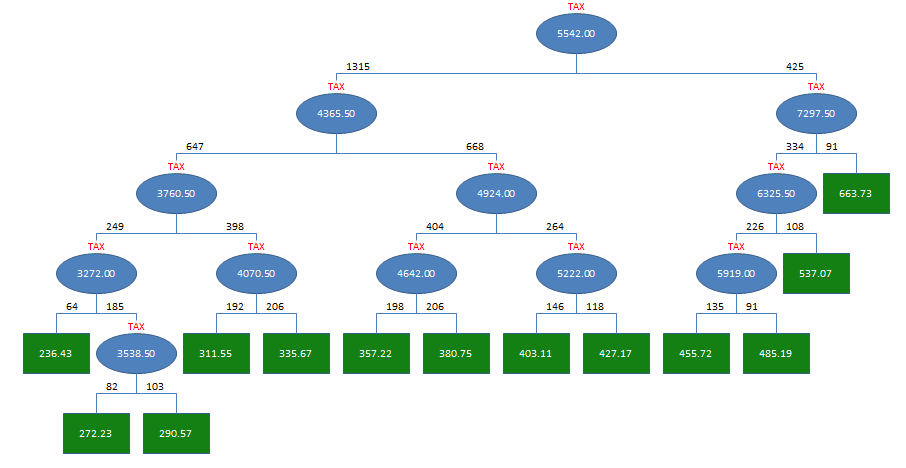 TAX
5542.00
1315 425
TAX TAX
4365.50 7297.50
647 668 334 91
TAX TAX TAX
3760.50 4924.00 6325.50 663.73
249 398 404 264 226 108
TAX TAX TAX TAX TAX
3272.00 4070.50 4642.00 5222.00 5919.00 537.07
64 185 192 206 198 206 146 118 135 91
TAX
236.43 3538.50 311.55 335.67 357.22 380.75 403.11 427.17 455.72 485.19
82 103
272.23 290.57